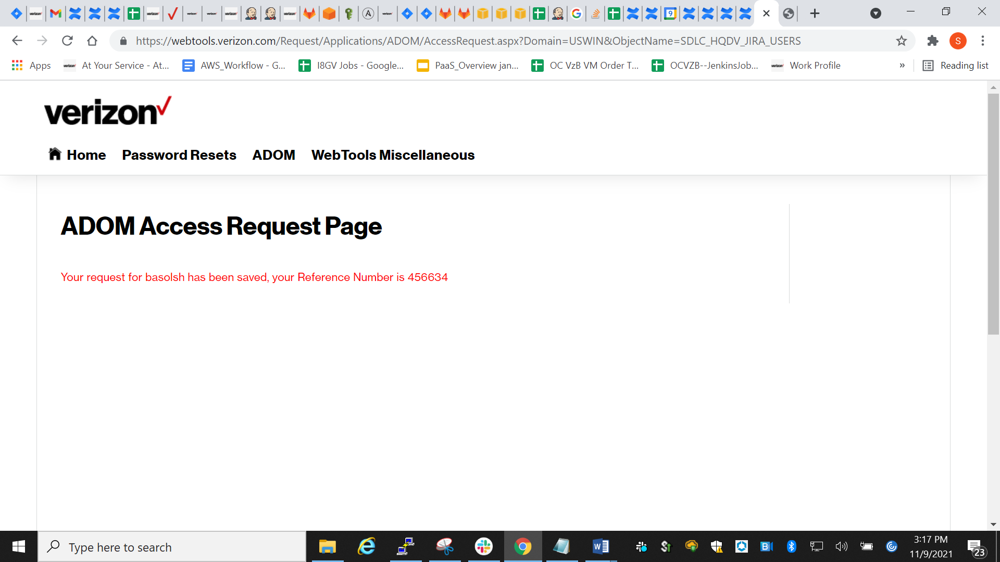 https://webtools.verizon.com/Request/Applications/ADOM/AccessRequest.aspx?Domain=USWIN&ObjectName=SDLC_HQDV_JIRA_USERS
S
Apps
At Your Service - At...
AWS_Workflow - G...
I8GV Jobs - Google...
PaaS_Overview jan...
OC VzB VM Order T...
OCVZB--JenkinsJob...
Work Profile
»
Reading list
verizon
Home Password Resets ADOM WebTools Miscellaneous
ADOM Access Request Page
Your request for basolsh has been saved, your Reference Number is 456634
Type here to search
3:17 PM
11/9/2021
23